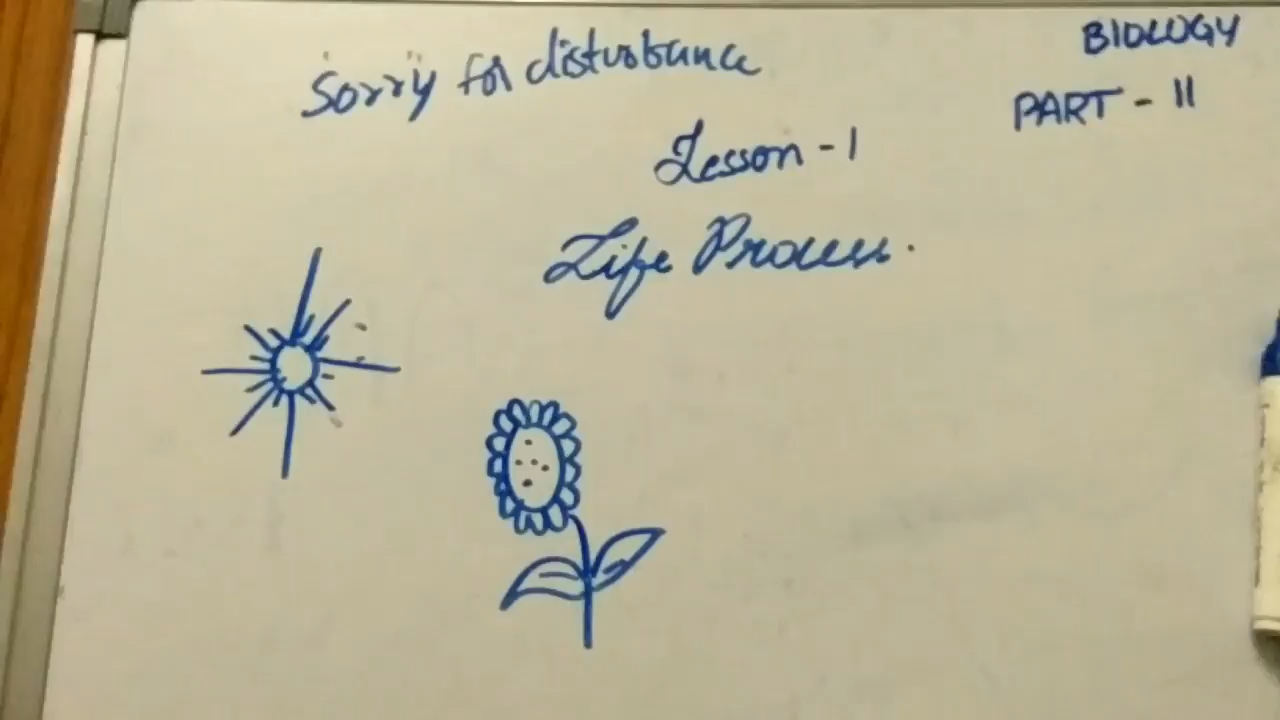 Sorry for disturbance
BIOLOGY
PART - II
Lesson - 1
Life Process.